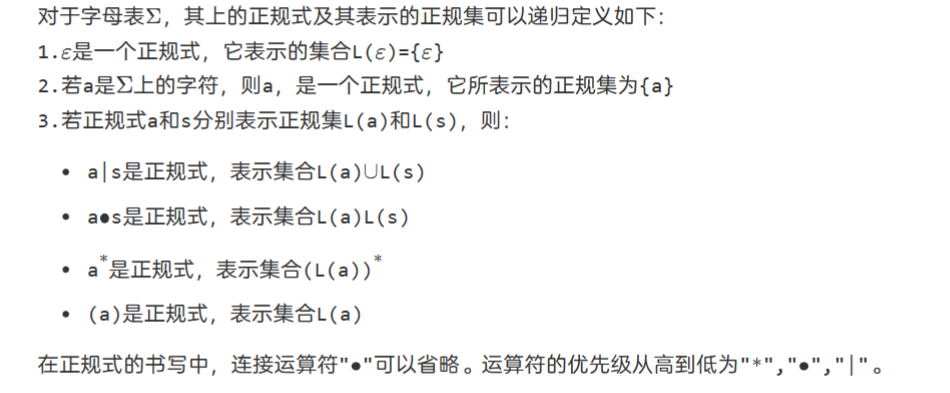 对于字母表Σ，其上的正规式及其表示的正规集可以递归定义如下：
1.ε是一个正规式，它表示的集合L(ε)={ε}
2.若a是Σ上的字符，则a，是一个正规式，它所表示的正规集为{a}
3.若正规式a和s分别表示正规集L(a)和L(s)，则：
• a|s是正规式，表示集合L(a)∪L(s)
• a●s是正规式，表示集合L(a)L(s)
• a*是正规式，表示集合(L(a))*
• (a)是正规式，表示集合L(a)
在正规式的书写中，连接运算符"●"可以省略。运算符的优先级从高到低为"*","●","|"。